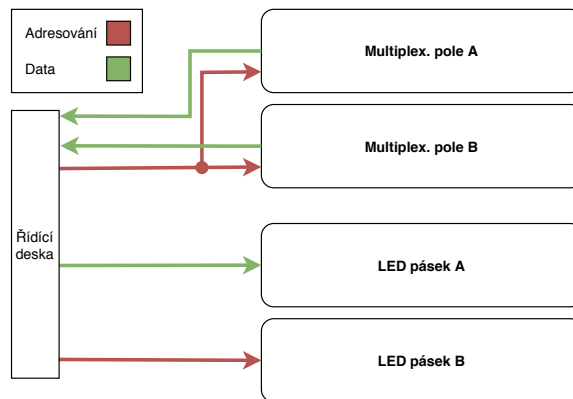 Adresování
Data
Multiplex. pole A
Multiplex. pole B
Řídící
deska
LED pásek A
LED pásek B